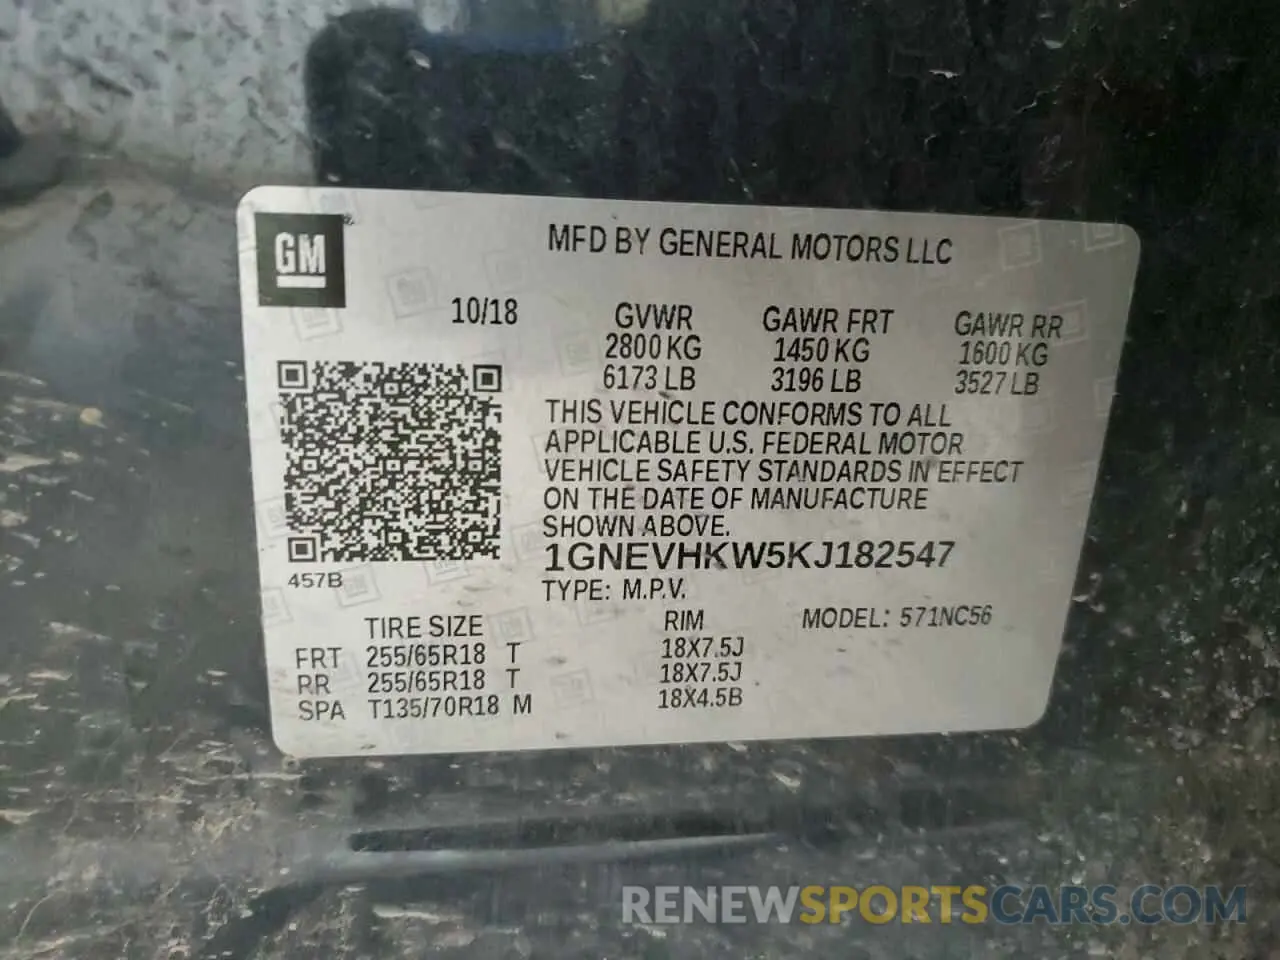 GM
MFD BY GENERAL MOTORS LLC
10/18
GVWR GAWR FRT GAWR RR
2800 KG 1450 KG 1600 KG
6173 LB 3196 LB 3527 LB
THIS VEHICLE CONFORMS TO ALL
APPLICABLE U.S. FEDERAL MOTOR
VEHICLE SAFETY STANDARDS IN EFFECT
ON THE DATE OF MANUFACTURE
SHOWN ABOVE.
1GNEVHKW5KJ182547
457B
TYPE: M.P.V.
TIRE SIZE RIM MODEL: 571NC56
FRT 255/65R18 T 18X7.5J
RR 255/65R18 T 18X7.5J
SPA T135/70R18 M 18X4.5B
RENEWSPORTSCARS.COM